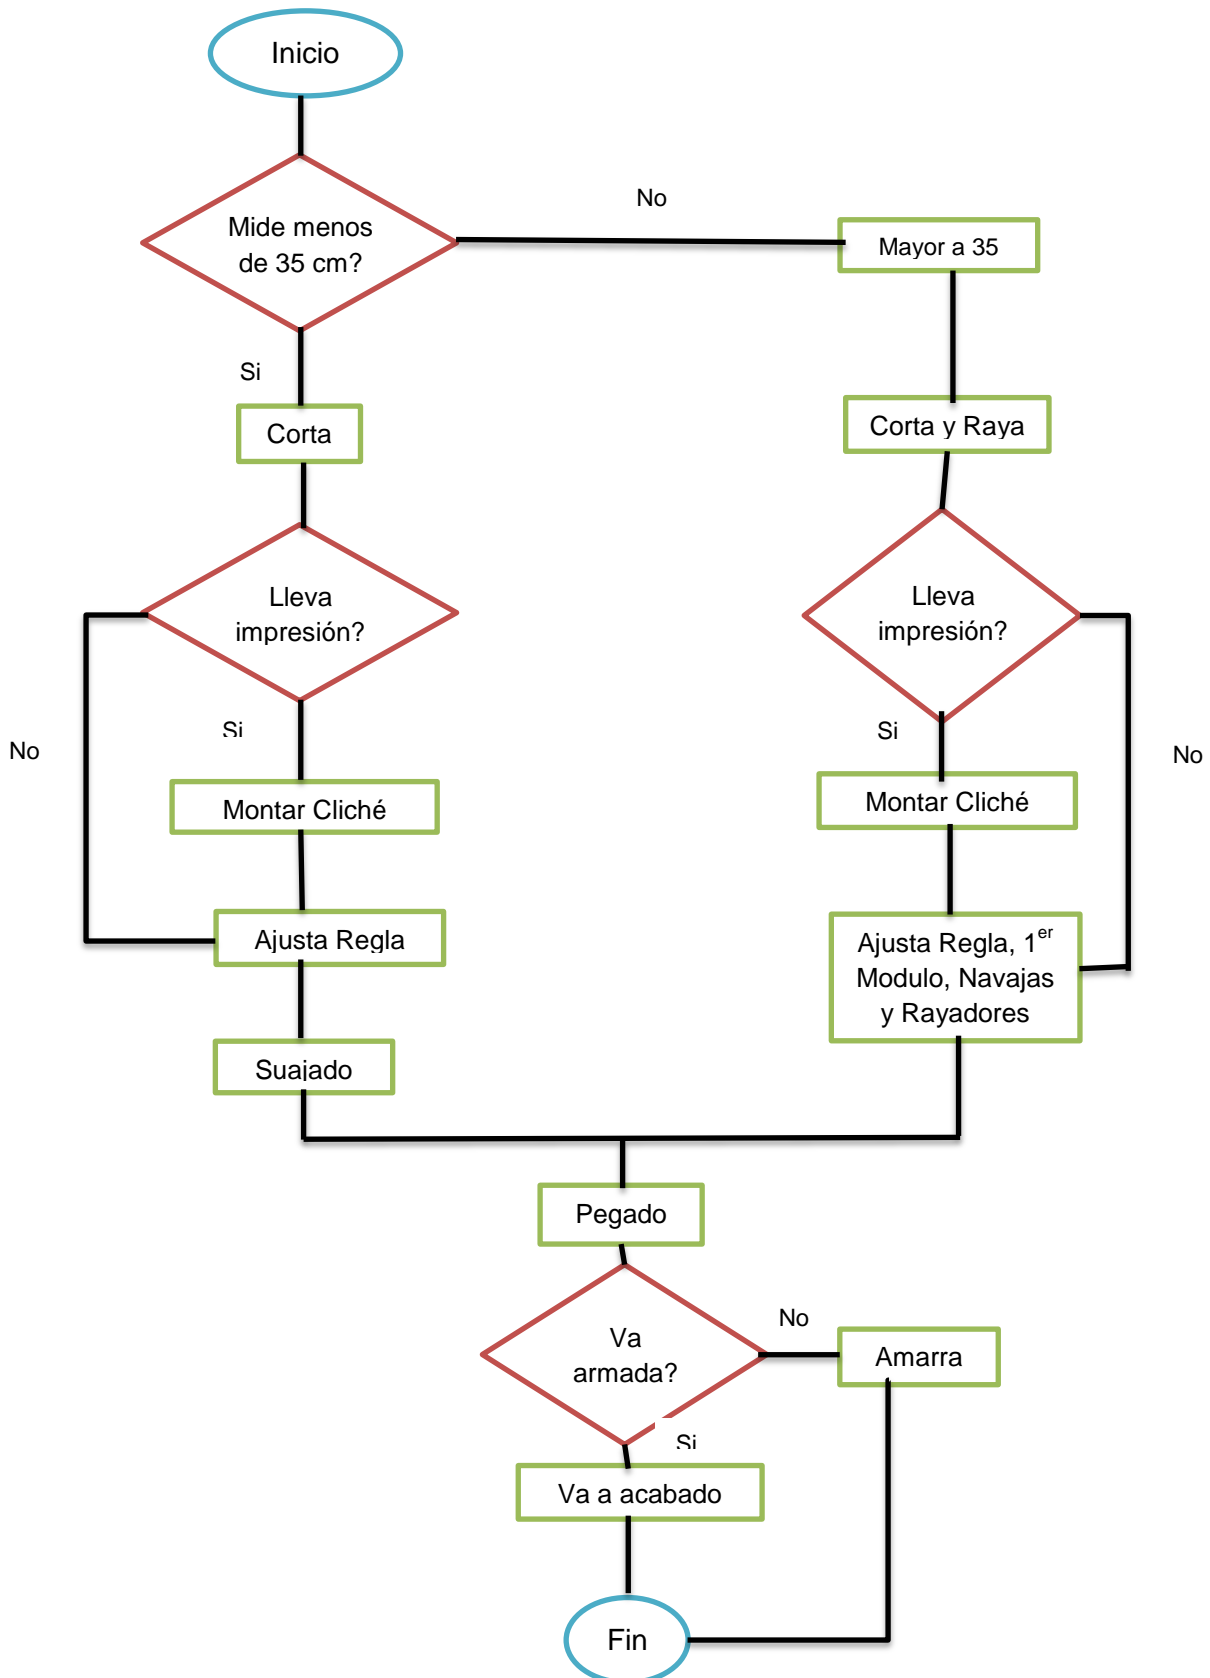 Inicio
No
Mide menos
de 35 cm?
Mayor a 35
Si
Corta
Corta y Raya
Lleva
impresión?
Lleva
impresión?
Si
Si
No
No
Montar Cliché
Montar Cliché
Ajusta Regla
Ajusta Regla, 1er
Modulo, Navajas
y Rayadores
Suajado
Pegado
No
Va
armada?
Amarra
Si
Va a acabado
Fin